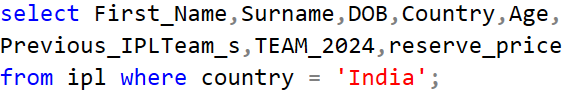 select First_Name,Surname,DOB,Country,Age,
Previous_IPLTeam_s,TEAM_2024,reserve_price
from ipl where country = 'India';